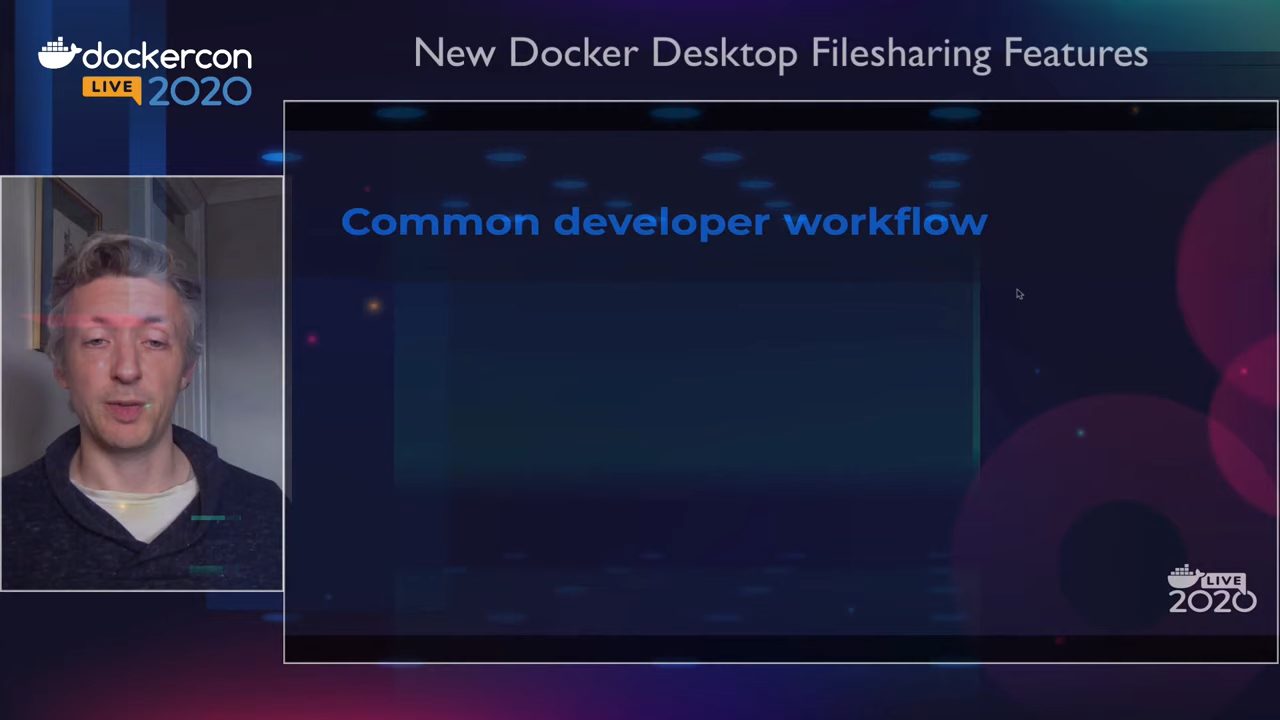 dockercon
LIVE 2020
New Docker Desktop Filesharing Features
Common developer workflow
LIVE
2020